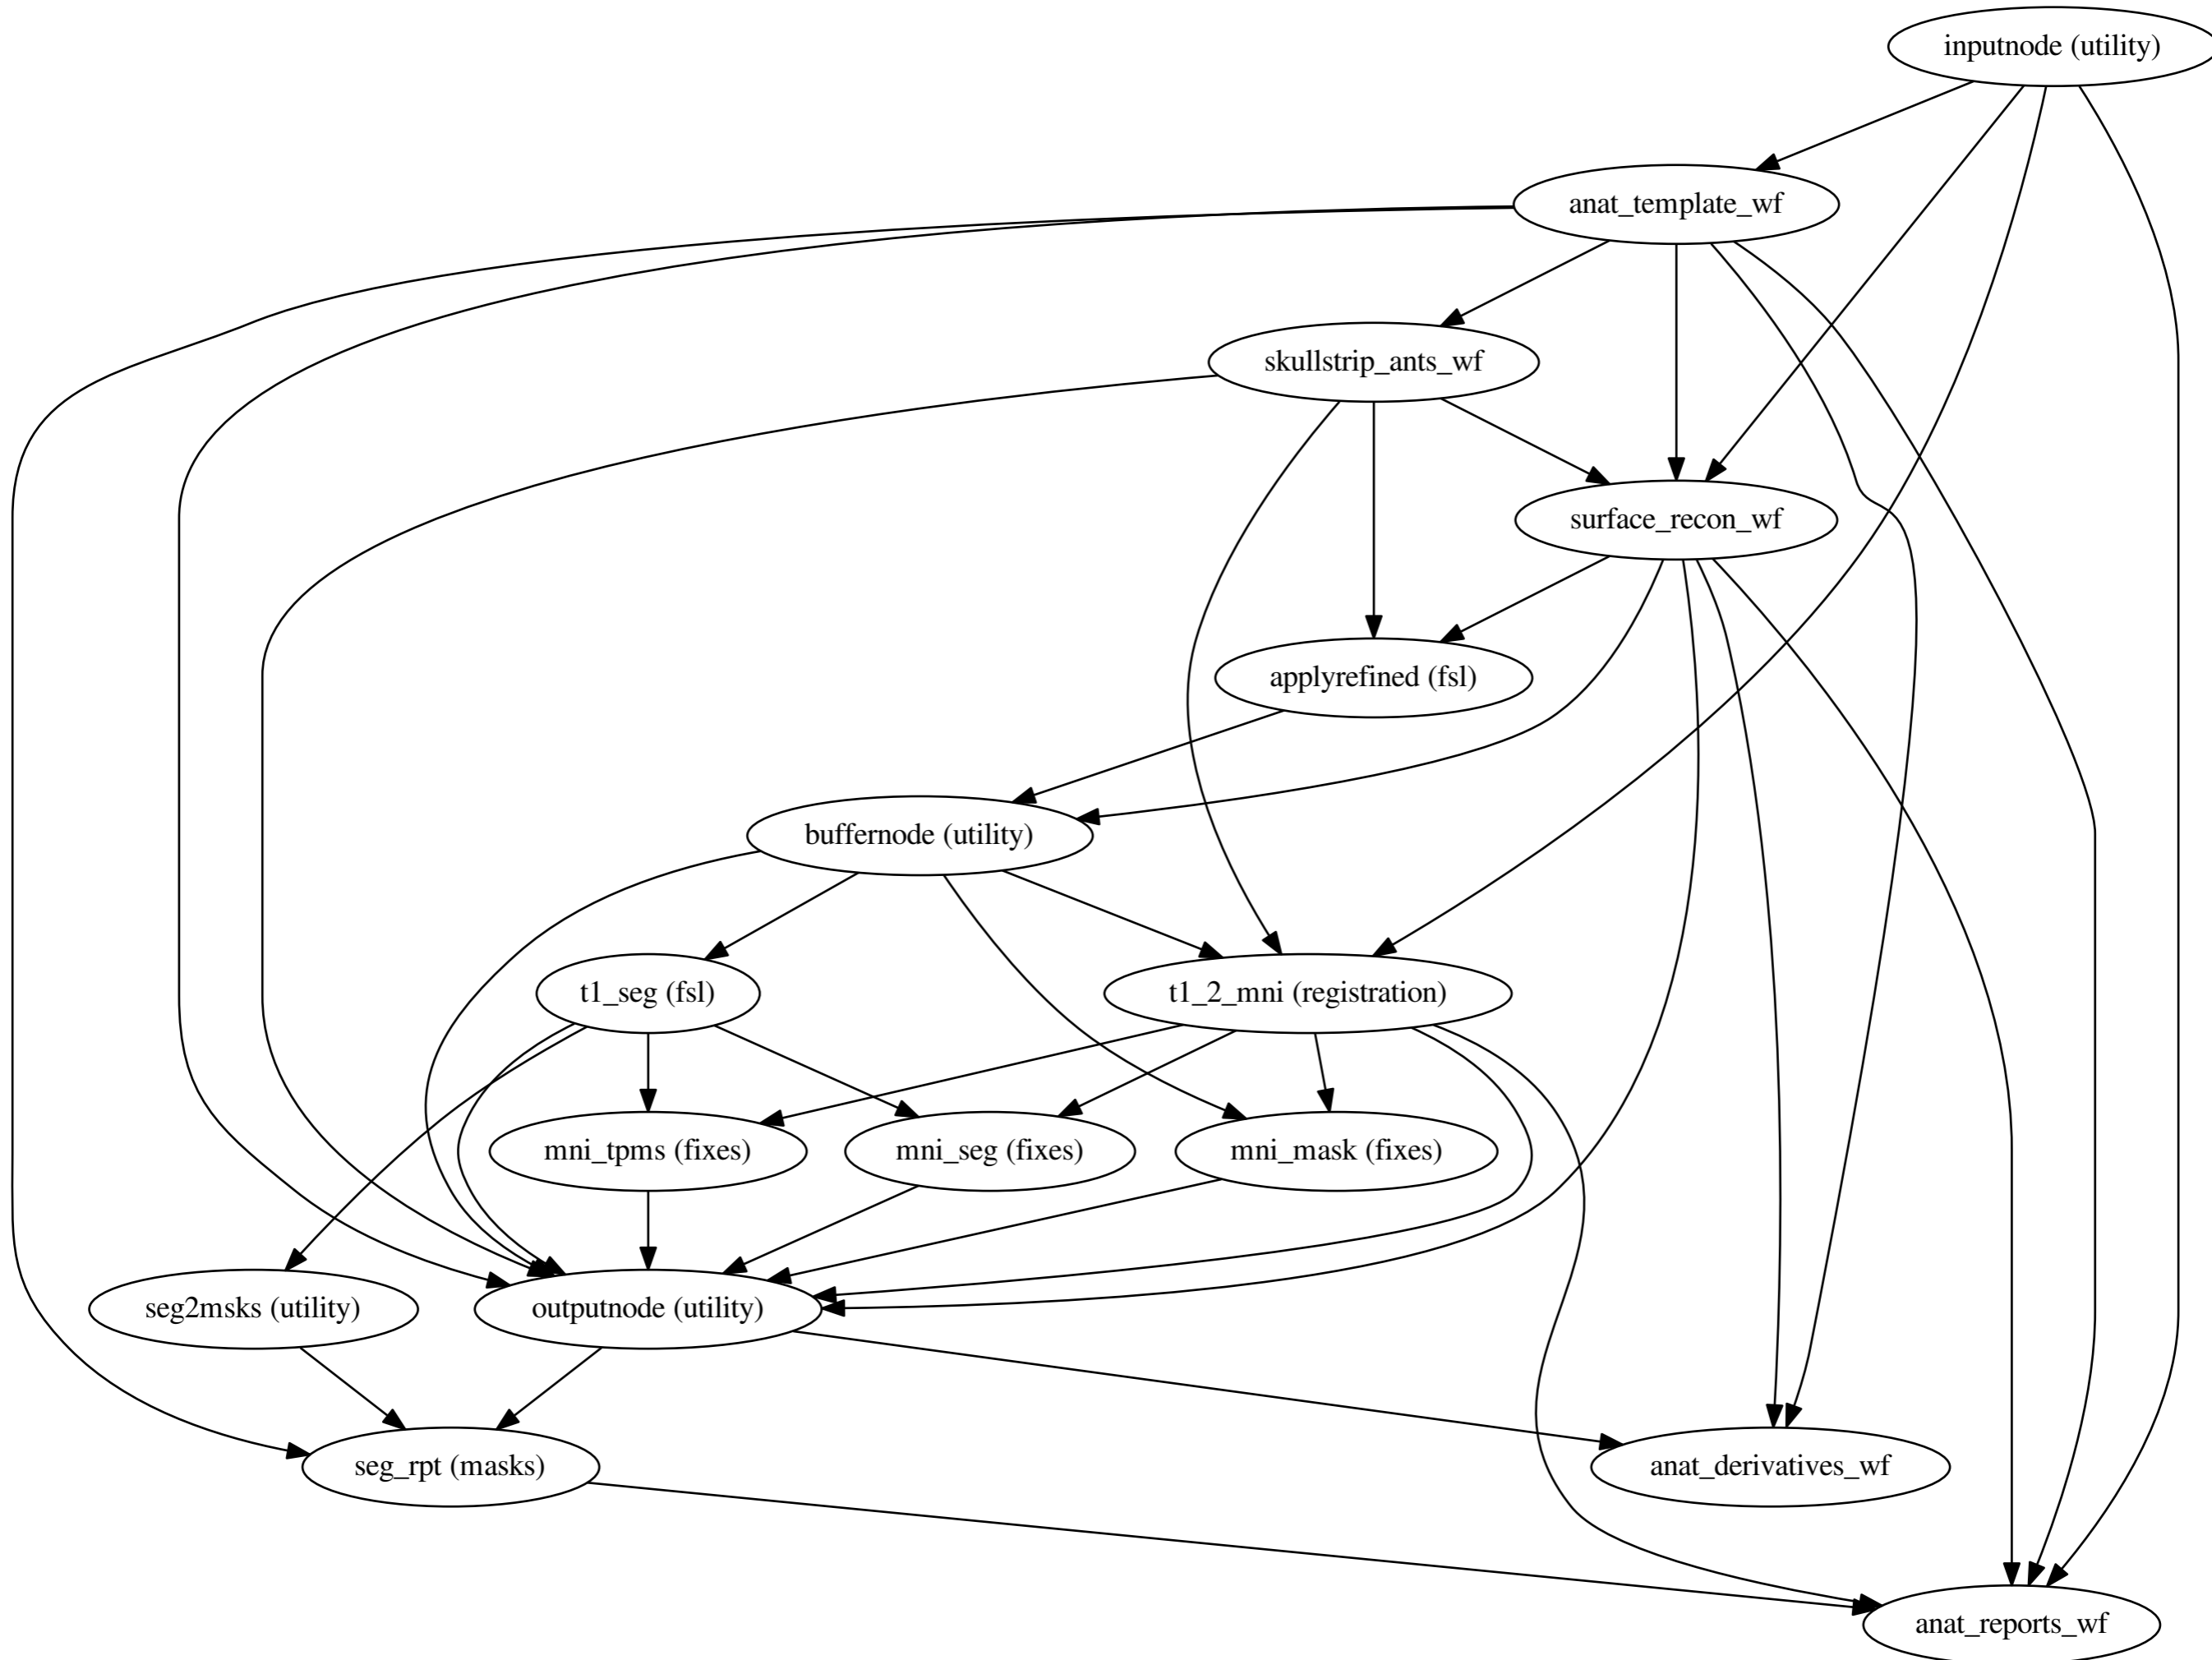 inputnode (utility)
anat_template_wf
skullstrip_ants_wf
surface_recon_wf
applyrefined (fsl)
buffernode (utility)
t1_seg (fsl)
t1_2_mni (registration)
mni_tpms (fixes)
mni_seg (fixes)
mni_mask (fixes)
seg2msks (utility)
outputnode (utility)
seg_rpt (masks)
anat_derivatives_wf
anat_reports_wf